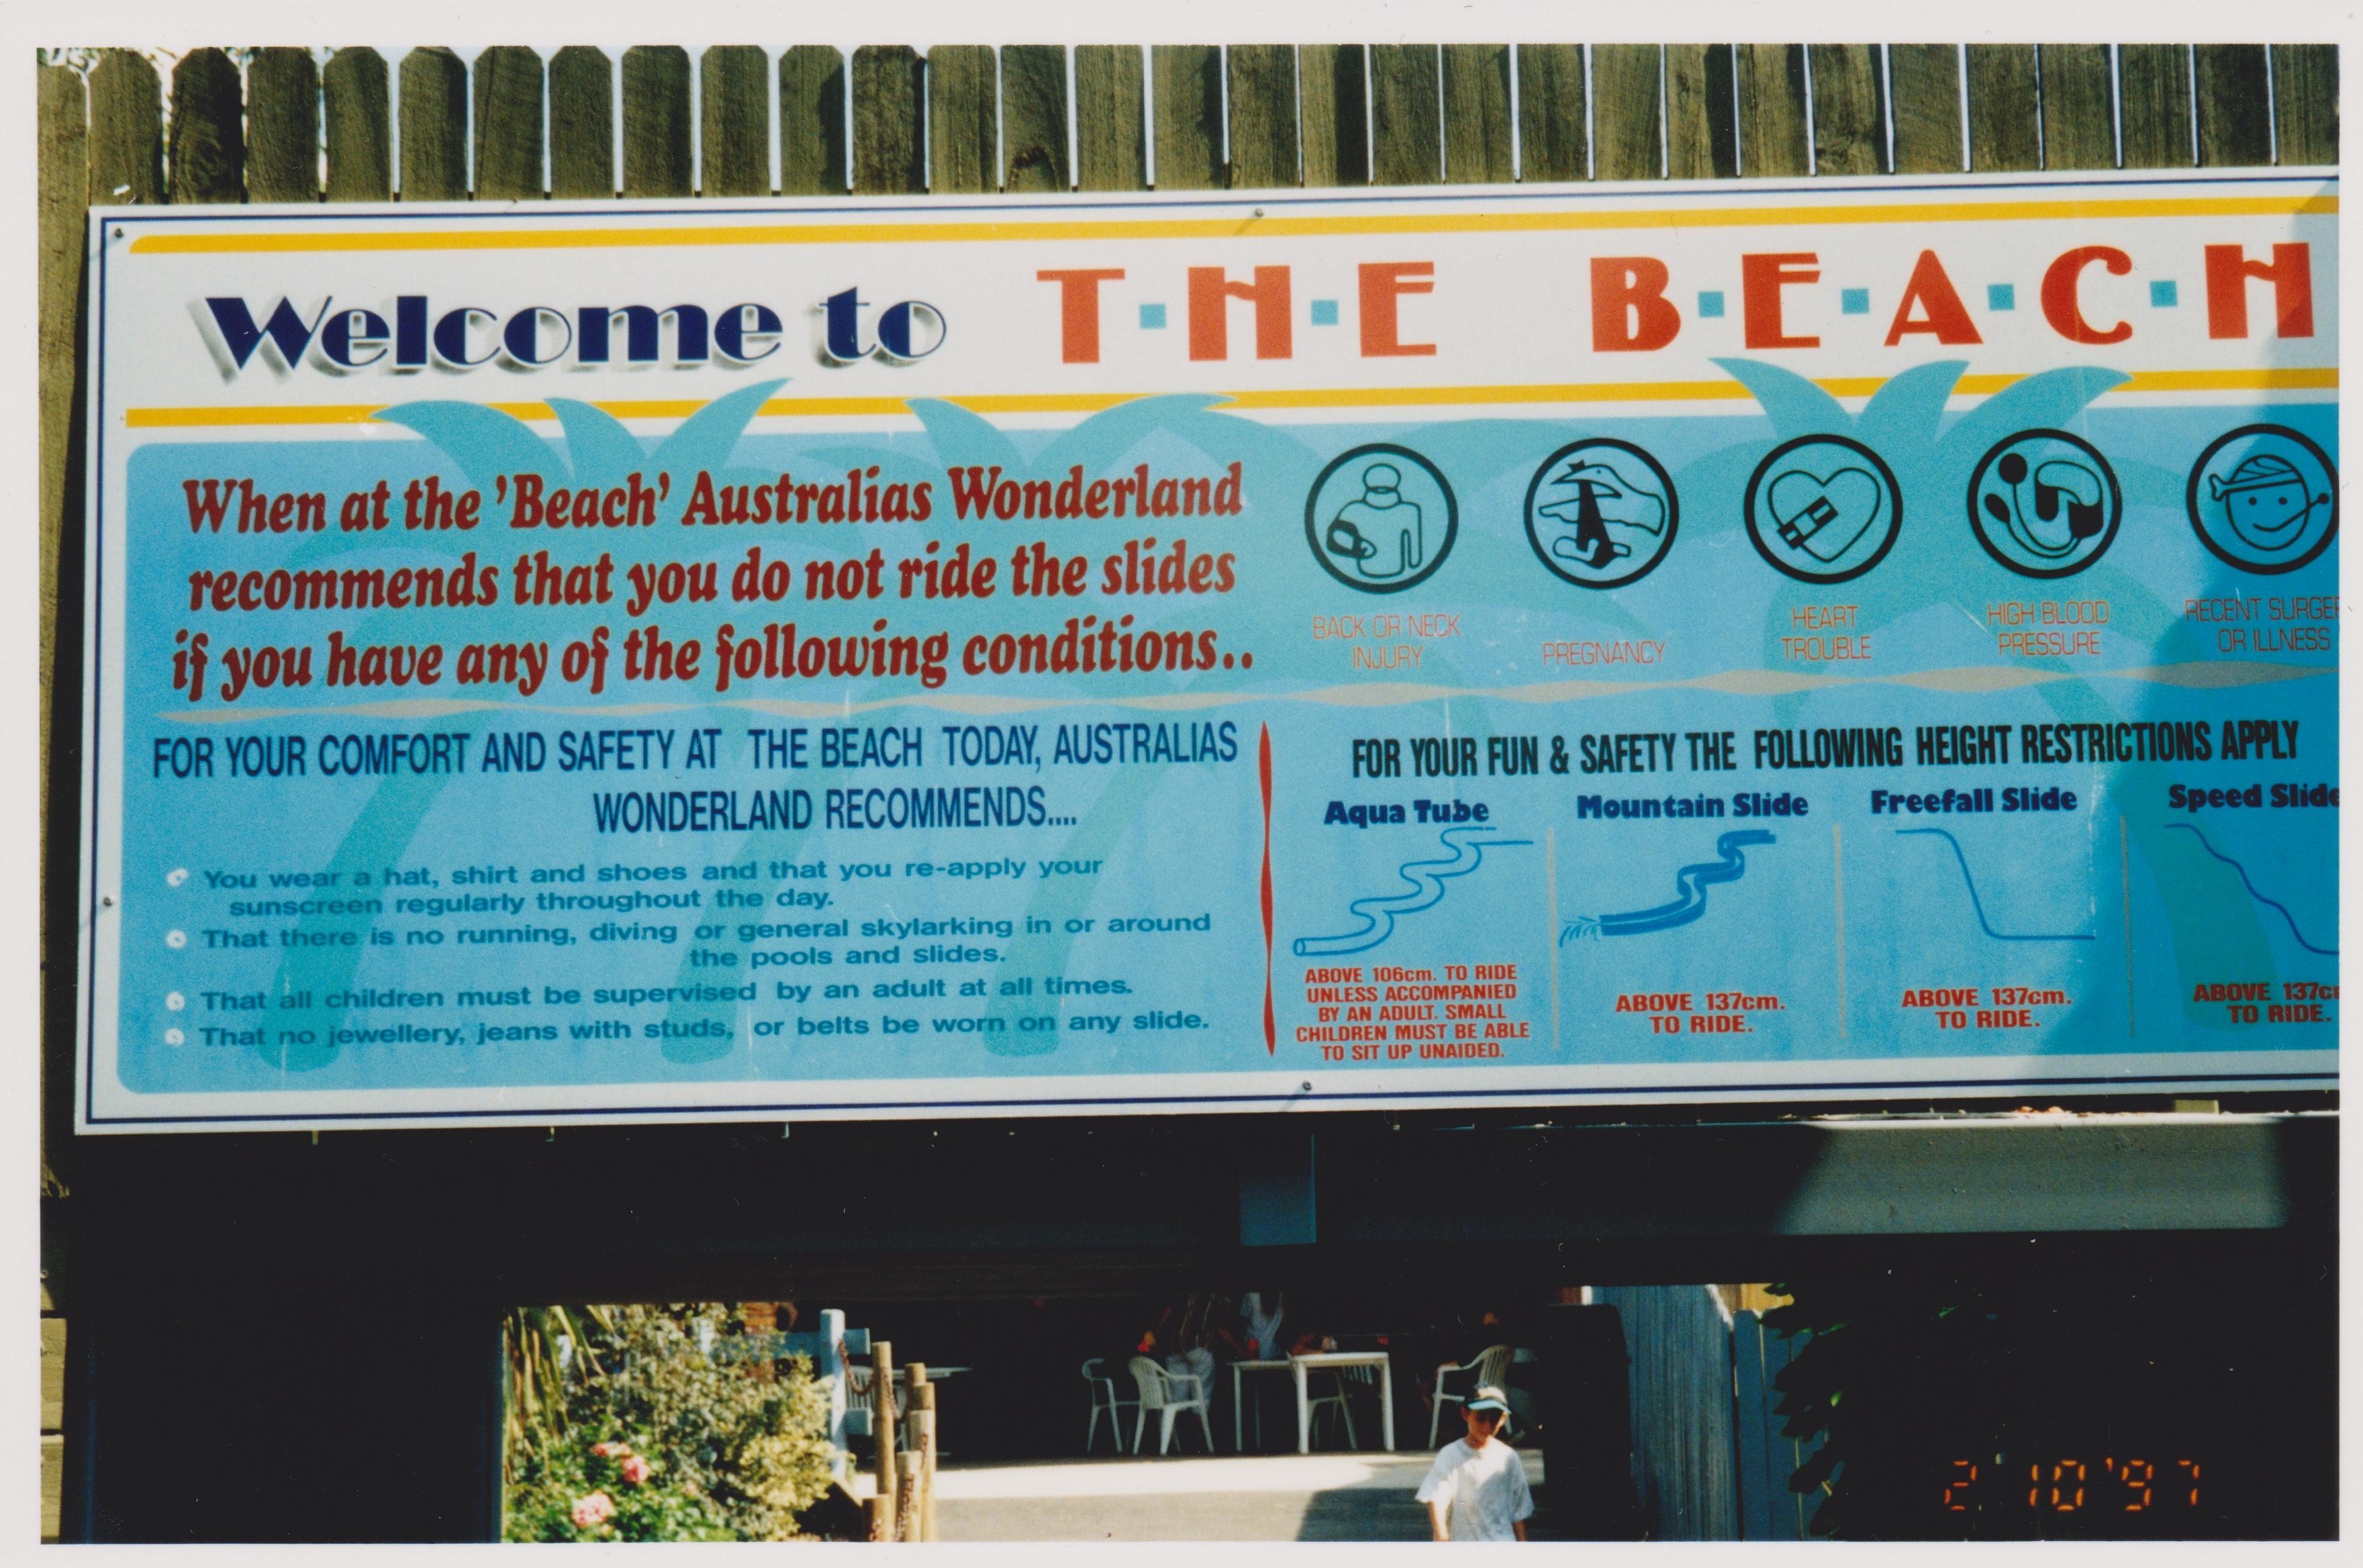 Welcome to T·H·E B·E·A·C·H
When at the 'Beach' Australias Wonderland
recommends that you do not ride the slides
if you have any of the following conditions..
BACK OR NECK
INJURY
PREGNANCY
HEART
TROUBLE
HIGH BLOOD
PRESSURE
RECENT SURGER
OR ILLNESS
FOR YOUR COMFORT AND SAFETY AT THE BEACH TODAY, AUSTRALIAS
WONDERLAND RECOMMENDS....
You wear a hat, shirt and shoes and that you re-apply your
sunscreen regularly throughout the day.
That there is no running, diving or general skylarking in or around
the pools and slides.
That all children must be supervised by an adult at all times.
That no jewellery, jeans with studs, or belts be worn on any slide.
FOR YOUR FUN & SAFETY THE FOLLOWING HEIGHT RESTRICTIONS APPLY
Aqua Tube
ABOVE 106cm. TO RIDE
UNLESS ACCOMPANIED
BY AN ADULT. SMALL
CHILDREN MUST BE ABLE
TO SIT UP UNAIDED.
Mountain Slide
ABOVE 137cm.
TO RIDE.
Freefall Slide
ABOVE 137cm.
TO RIDE.
Speed Slide
ABOVE 137cm
TO RIDE.
2 10 '97